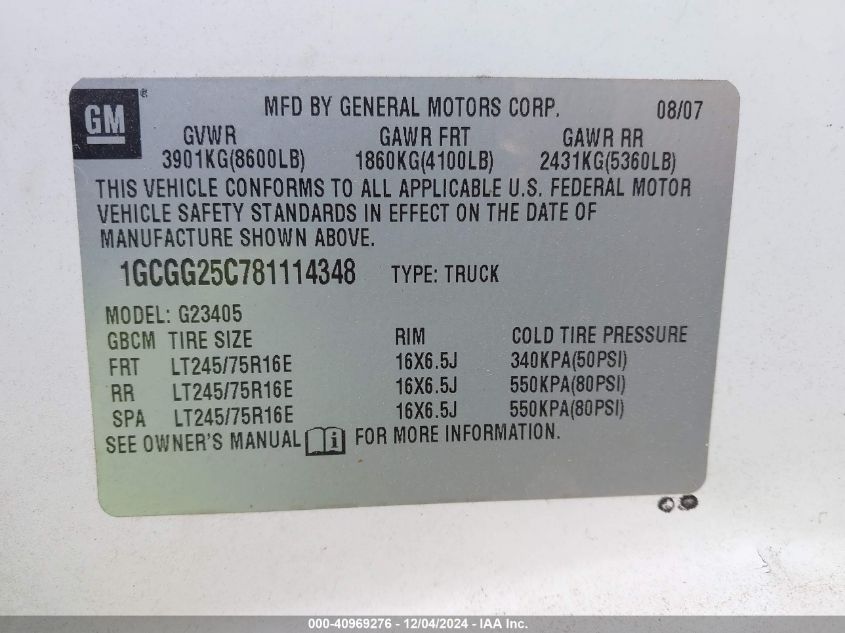 GM ®
MFD BY GENERAL MOTORS CORP. 08/07
GVWR GAWR FRT GAWR RR
3901KG(8600LB) 1860KG(4100LB) 2431KG(5360LB)
THIS VEHICLE CONFORMS TO ALL APPLICABLE U.S. FEDERAL MOTOR
VEHICLE SAFETY STANDARDS IN EFFECT ON THE DATE OF
MANUFACTURE SHOWN ABOVE.
1GCGG25C781114348 TYPE: TRUCK
MODEL: G23405
GBCM TIRE SIZE RIM COLD TIRE PRESSURE
FRT LT245/75R16E 16X6.5J 340KPA(50PSI)
RR LT245/75R16E 16X6.5J 550KPA(80PSI)
SPA LT245/75R16E 16X6.5J 550KPA(80PSI)
SEE OWNER'S MANUAL i FOR MORE INFORMATION.
000-40969276 - 12/04/2024 - IAA Inc.